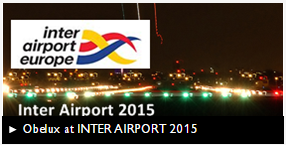 inter
airport
europe
Inter Airport 2015
► Obelux at INTER AIRPORT 2015